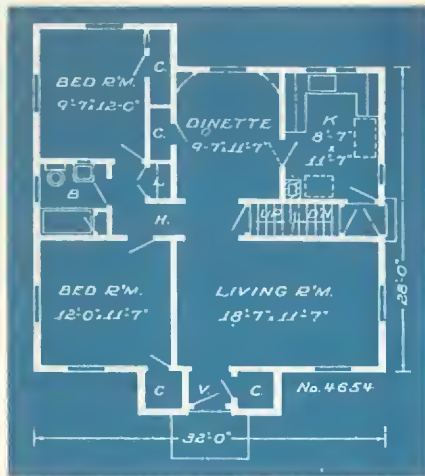 BED R'M.
9'-7"x12'-0"
C.
C.
DINETTE
9'-7"x11'-7"
K
8'-7"
x
11'-7"
B
L.
H.
UP
DN
BED R'M.
12'-0"x11'-7"
LIVING R'M.
18'-7"x11'-7"
C
V
C.
No. 4654
28'-0"
32'-0"